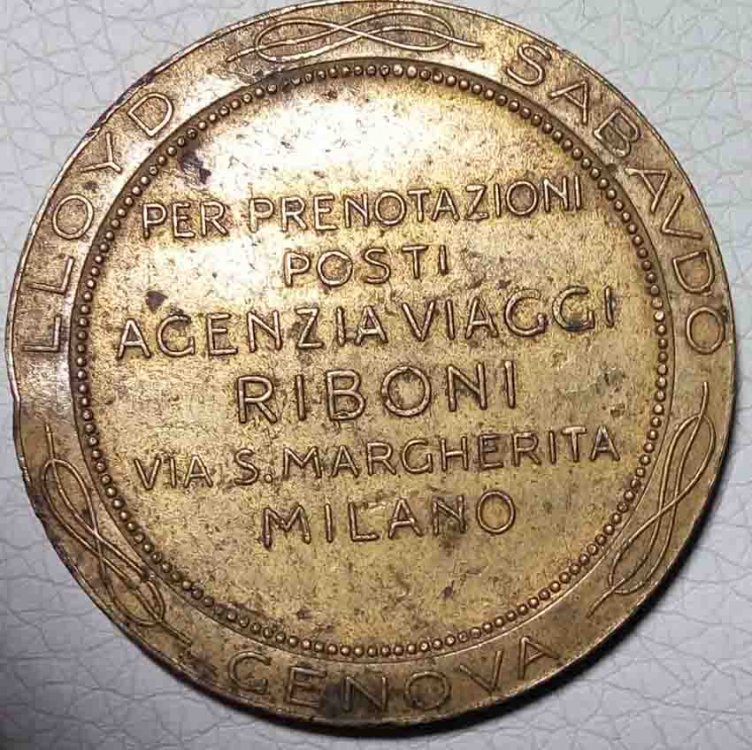 LLOYD SABAUDO
PER PRENOTAZIONI
POSTI
AGENZIA VIAGGI
RIBONI
VIA S. MARGHERITA
MILANO
GENOVA